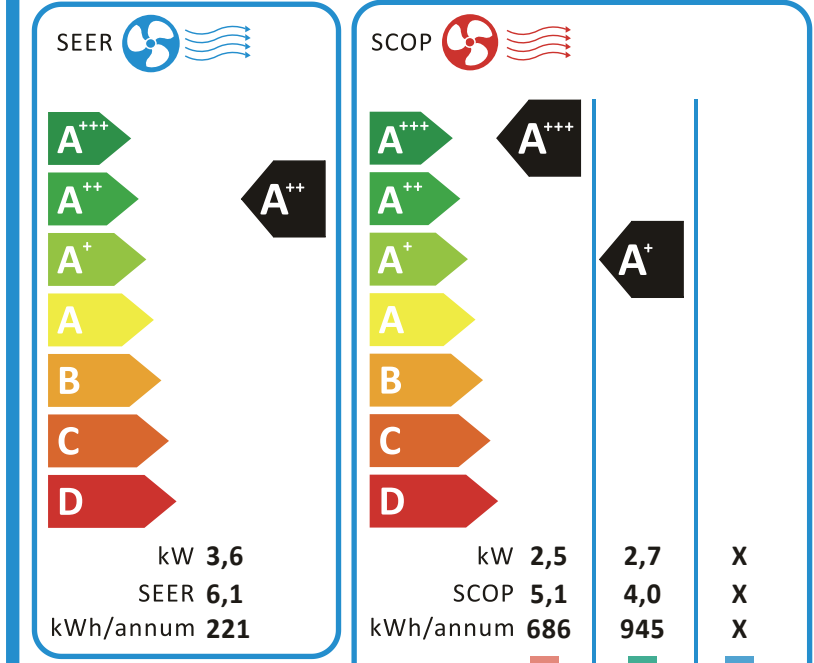 SEER
A+++
A++
A++
A+
A
B
C
D
kW 3,6
SEER 6,1
kWh/annum 221
SCOP
A+++
A+++
A++
A+
A+
A
B
C
D
kW 2,5 2,7 X
SCOP 5,1 4,0 X
kWh/annum 686 945 X